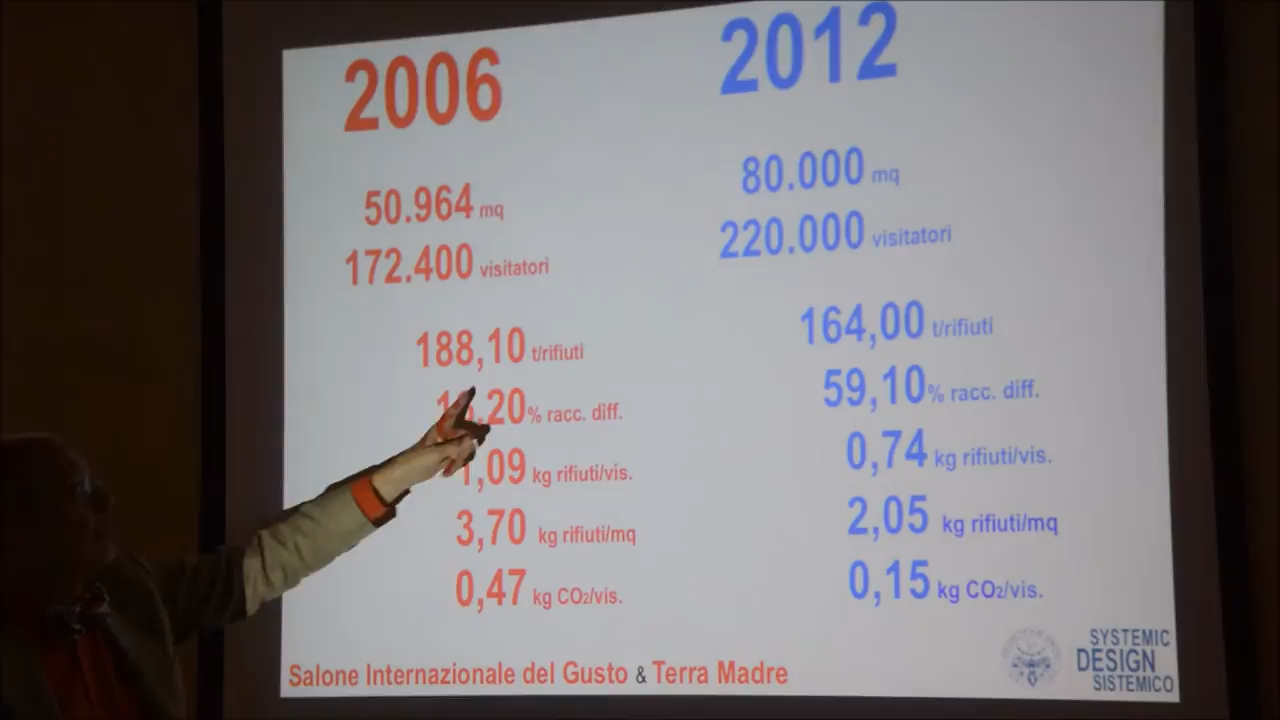 2006
50.964 mq
172.400 visitatori
188,10 t/rifiuti
% racc. diff.
1,09 kg rifiuti/vis.
3,70 kg rifiuti/mq
0,47 kg CO2/vis.
2012
80.000 mq
220.000 visitatori
164,00 t/rifiuti
59,10% racc. diff.
0,74 kg rifiuti/vis.
2,05 kg rifiuti/mq
0,15 kg CO2/vis.
Salone Internazionale del Gusto & Terra Madre
SYSTEMIC
DESIGN
SISTEMICO